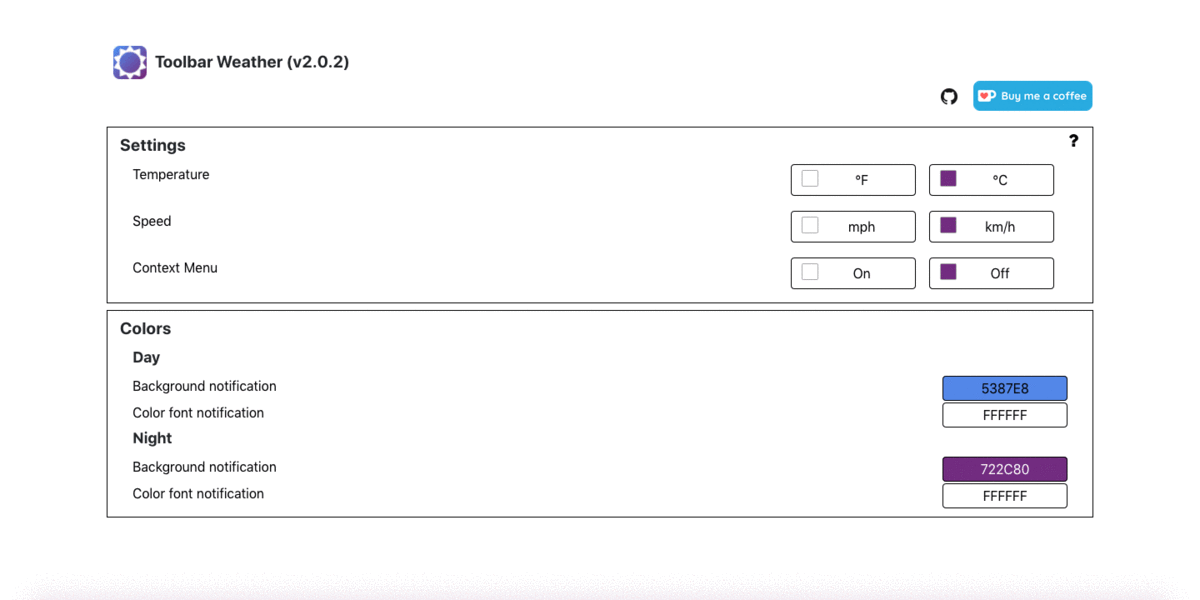 Toolbar Weather (v2.0.2)
Buy me a coffee
Settings
?
Temperature
°F
°C
Speed
mph
km/h
Context Menu
On
Off
Colors
Day
Background notification
5387E8
Color font notification
FFFFFF
Night
Background notification
722C80
Color font notification
FFFFFF